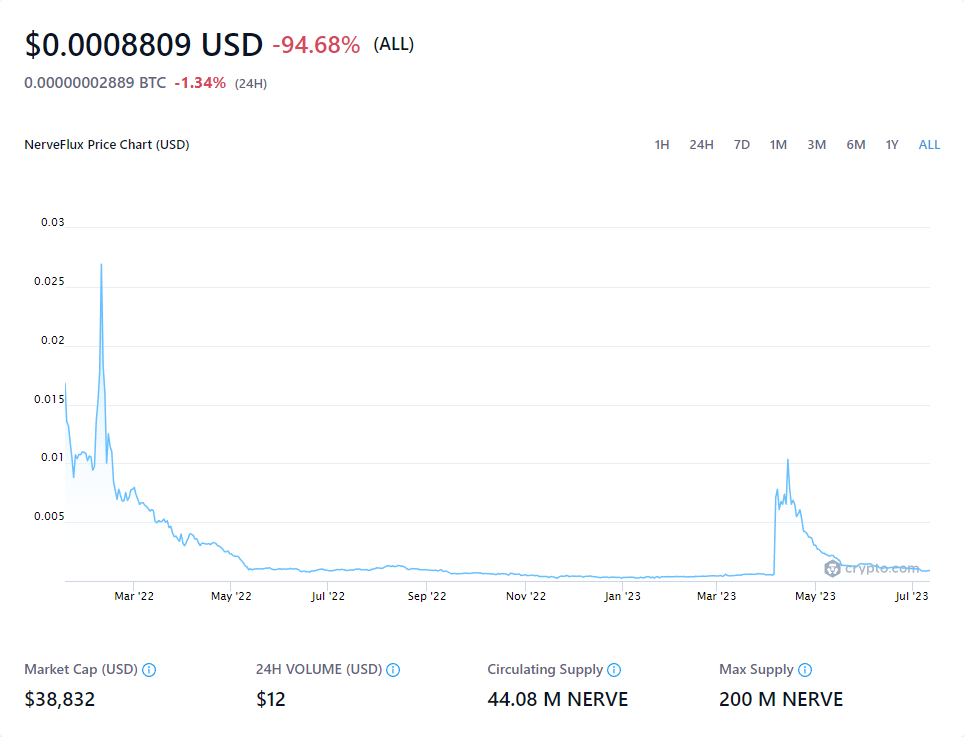 $0.0008809 USD -94.68% (ALL)
0.00000002889 BTC -1.34% (24H)
NerveFlux Price Chart (USD) 1H 24H 7D 1M 3M 6M 1Y ALL
0.03
0.025
0.02
0.015
0.01
0.005
crypto.com
Mar '22 May '22 Jul '22 Sep '22 Nov '22 Jan '23 Mar '23 May '23 Jul '23
Market Cap (USD) 24H VOLUME (USD) Circulating Supply Max Supply
$38,832 $12 44.08 M NERVE 200 M NERVE